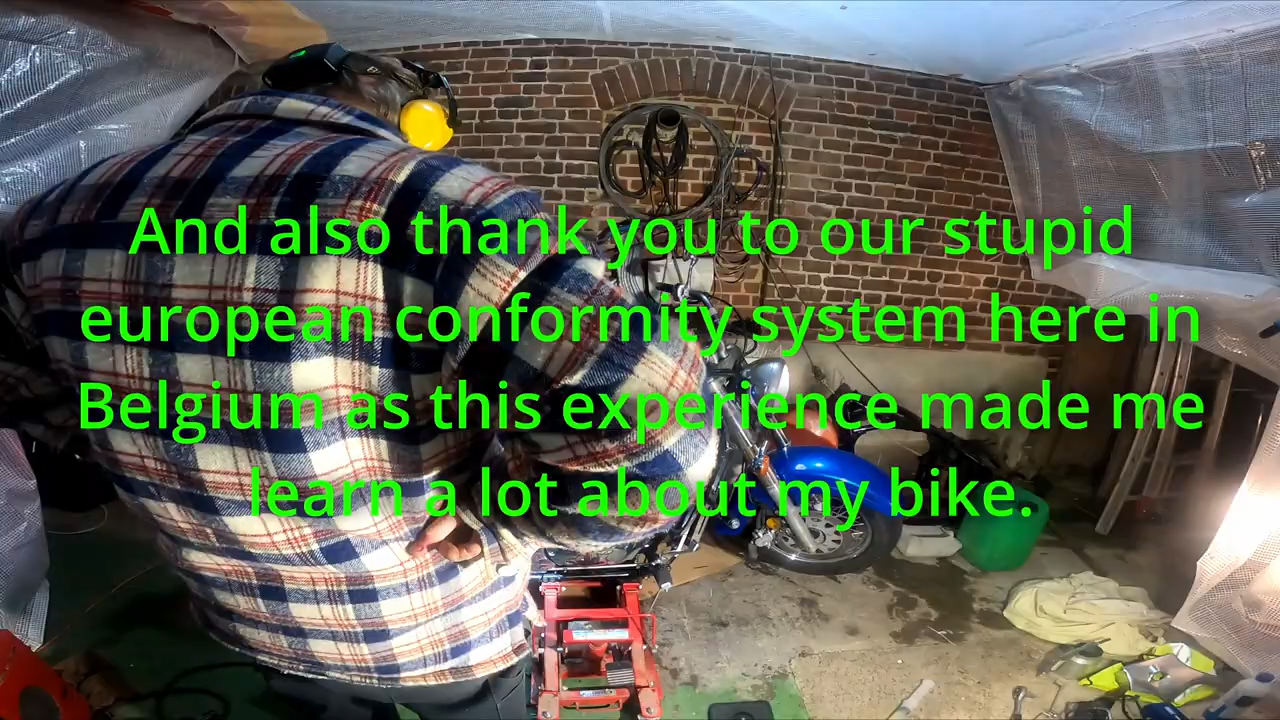 And also thank you to our stupid
european conformity system here in
Belgium as this experience made me
learn a lot about my bike.